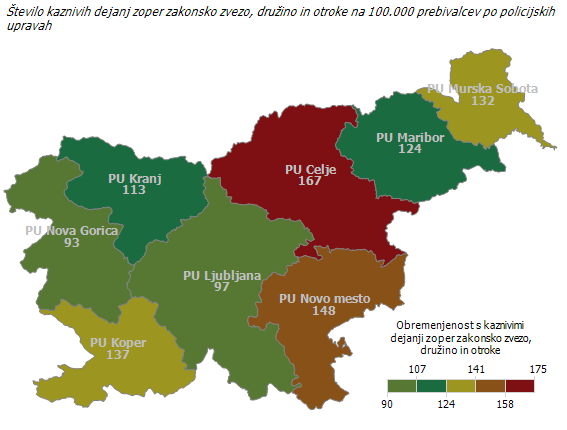 Število kaznivih dejanj zoper zakonsko zvezo, družino in otroke na 100.000 prebivalcev po policijskih
upravah
PU Murska Sobota
132
PU Maribor
124
PU Celje
167
PU Kranj
113
PU Nova Gorica
93
PU Ljubljana
97
PU Novo mesto
148
PU Koper
137
Obremenjenost s kaznivimi
dejanji zoper zakonsko zvezo,
družino in otroke
107 141 175
90 124 158